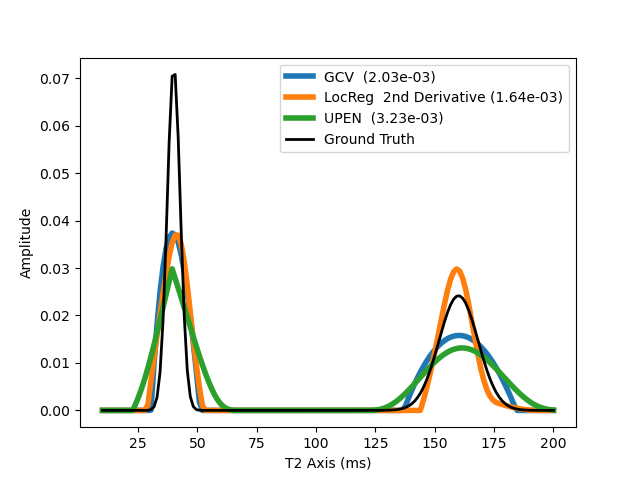 GCV (2.03e-03)
LocReg 2nd Derivative (1.64e-03)
UPEN (3.23e-03)
Ground Truth
0.07
0.06
0.05
0.04
0.03
0.02
0.01
0.00
Amplitude
25 50 75 100 125 150 175 200
T2 Axis (ms)